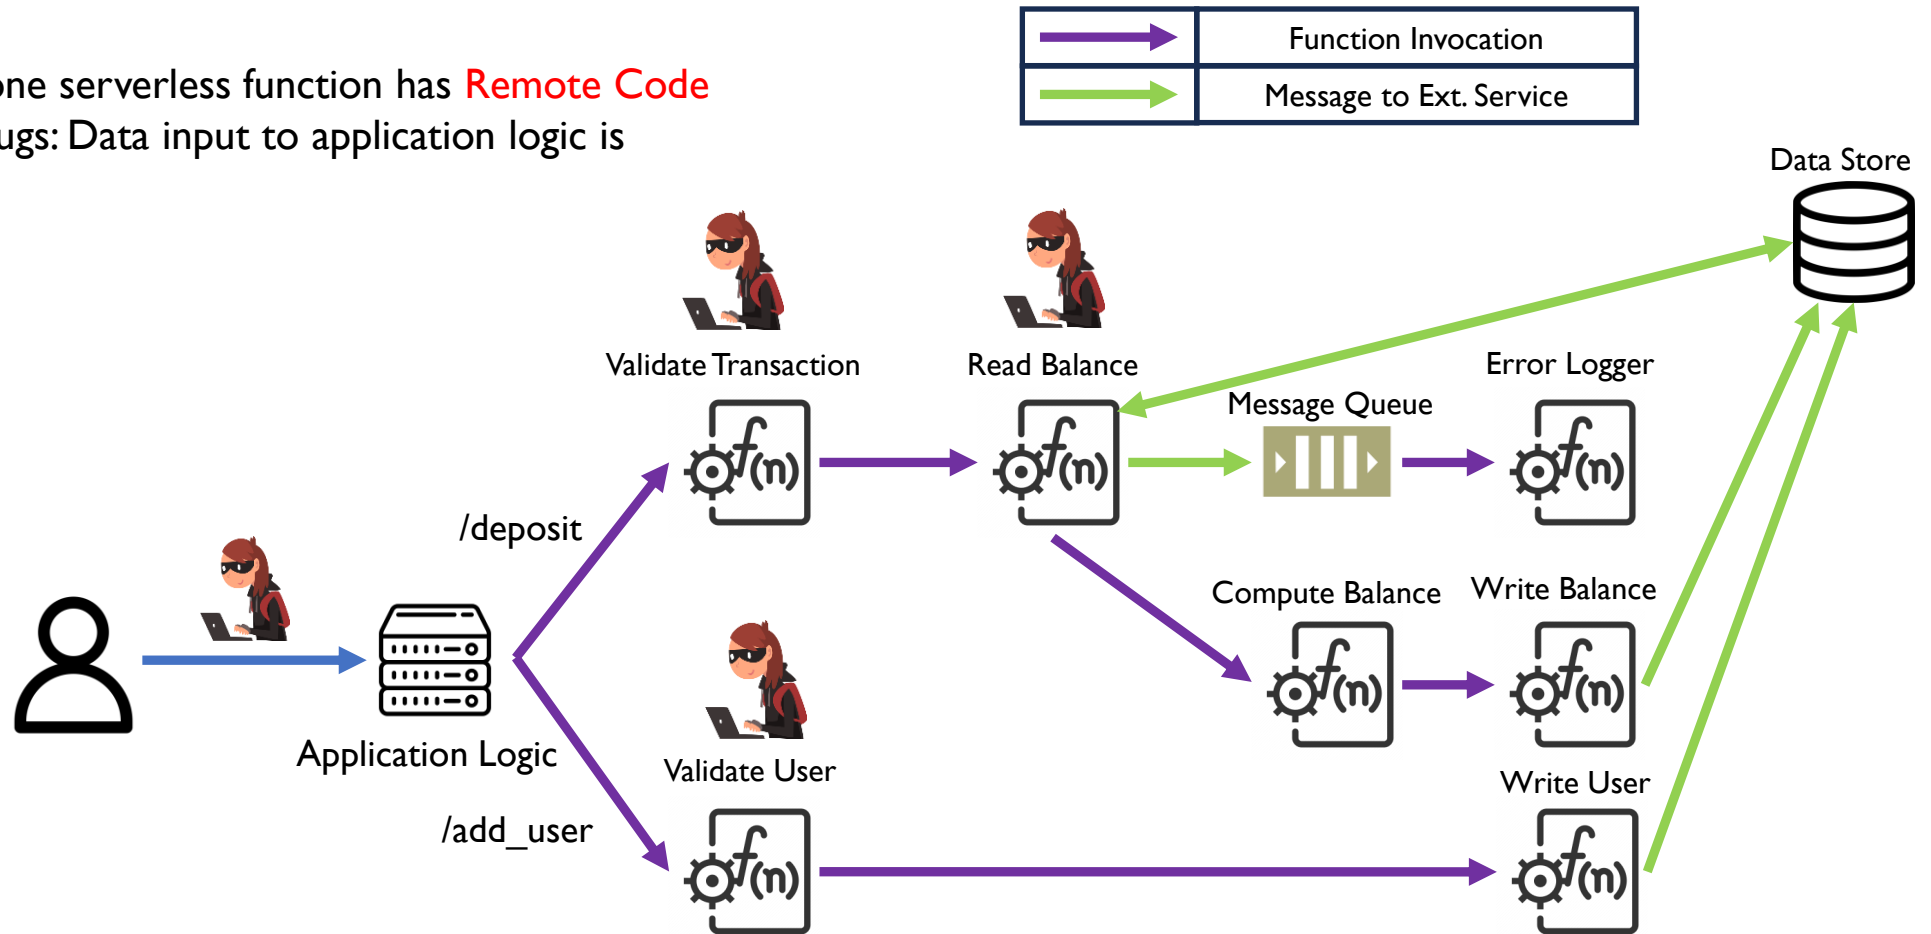 one serverless function has Remote Code
ugs: Data input to application logic is
Function Invocation
Message to Ext. Service
Data Store
Validate Transaction
Read Balance
Error Logger
Message Queue
f(n)
f(n)
f(n)
/deposit
Compute Balance
Write Balance
f(n)
f(n)
Application Logic
Validate User
Write User
/add_user
f(n)
f(n)